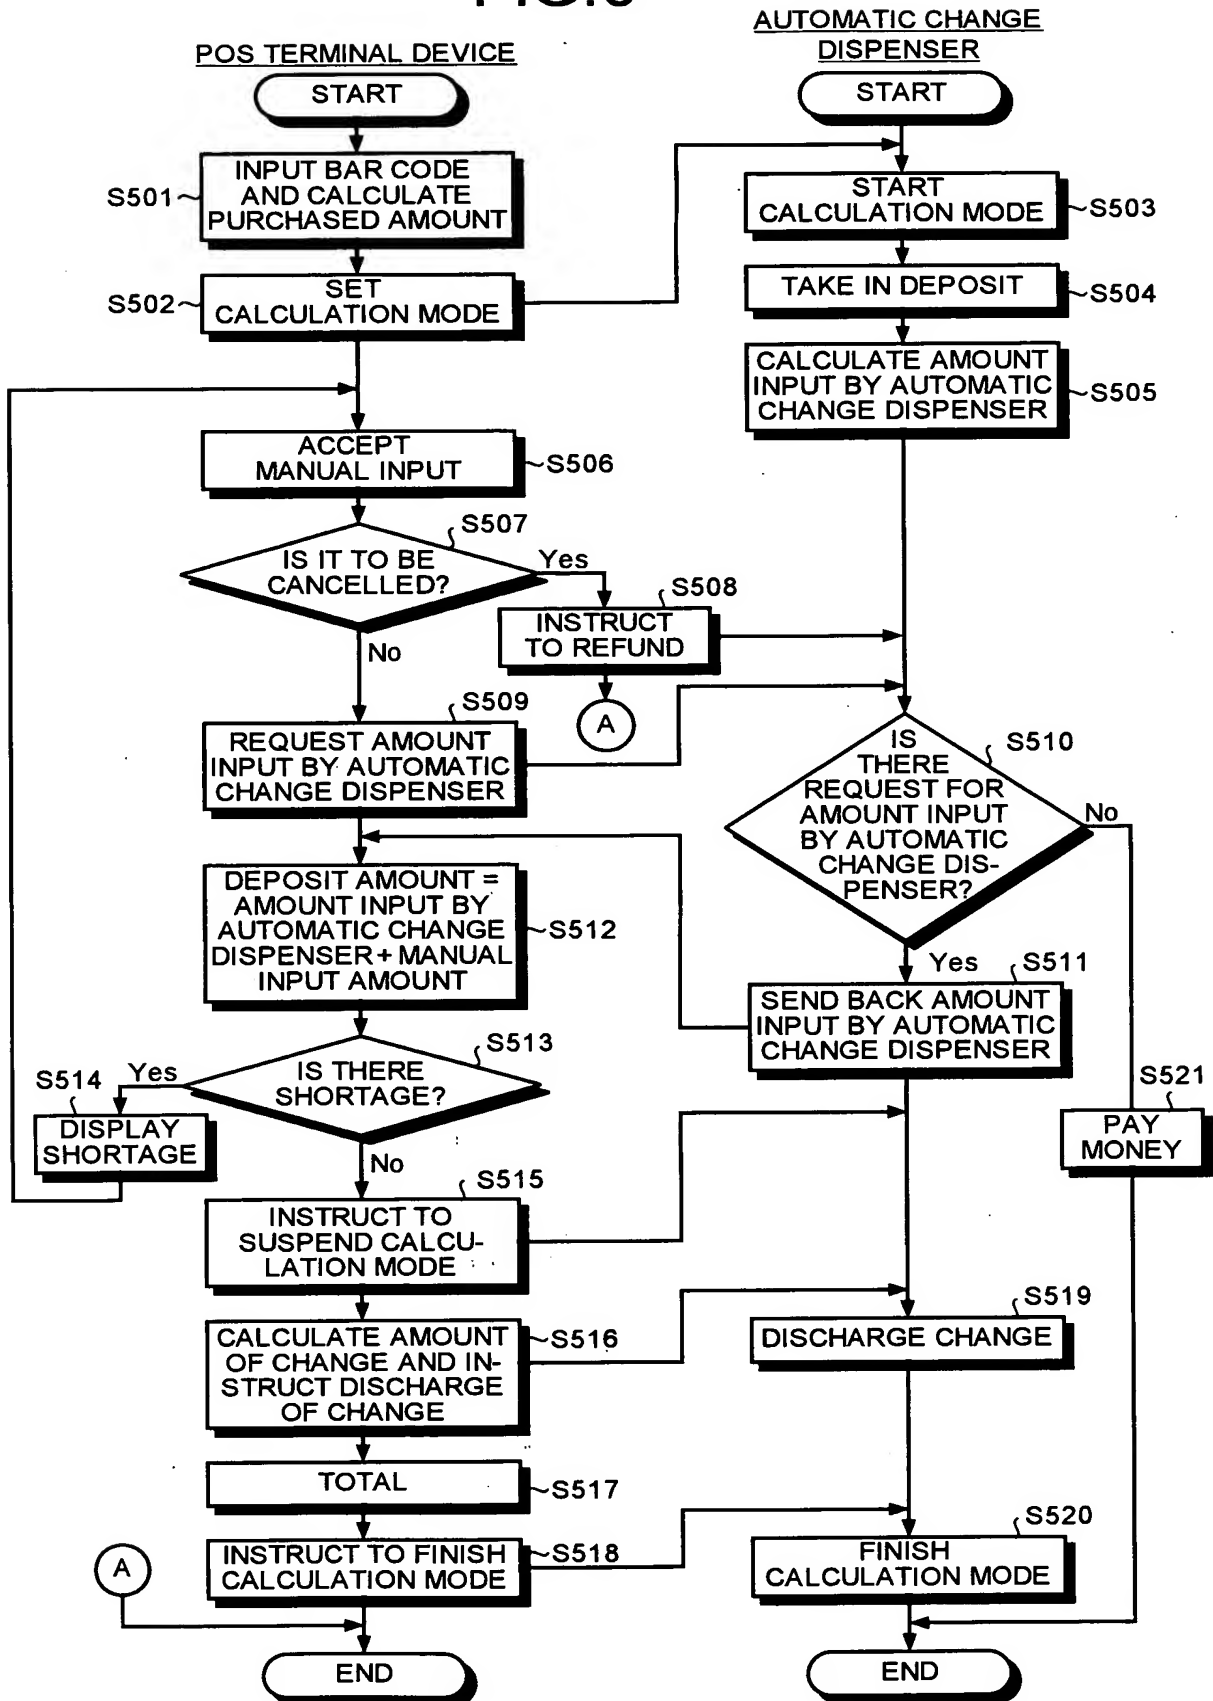 POS TERMINAL DEVICE
START
S501
INPUT BAR CODE
AND CALCULATE
PURCHASED AMOUNT
S502
SET
CALCULATION MODE
ACCEPT
MANUAL INPUT
S506
S507
IS IT TO BE
CANCELLED?
Yes
No
S508
INSTRUCT
TO REFUND
A
S509
REQUEST AMOUNT
INPUT BY AUTOMATIC
CHANGE DISPENSER
DEPOSIT AMOUNT =
AMOUNT INPUT BY
AUTOMATIC CHANGE
DISPENSER + MANUAL
INPUT AMOUNT
S512
S513
IS THERE
SHORTAGE?
Yes
No
S514
DISPLAY
SHORTAGE
S515
INSTRUCT TO
SUSPEND CALCU-
LATION MODE
CALCULATE AMOUNT
OF CHANGE AND IN-
STRUCT DISCHARGE
OF CHANGE
S516
TOTAL
S517
INSTRUCT TO FINISH
CALCULATION MODE
S518
A
END
AUTOMATIC CHANGE
DISPENSER
START
START
CALCULATION MODE
S503
TAKE IN DEPOSIT
S504
CALCULATE AMOUNT
INPUT BY AUTOMATIC
CHANGE DISPENSER
S505
S510
IS
THERE
REQUEST FOR
AMOUNT INPUT
BY AUTOMATIC
CHANGE DIS-
PENSER?
No
Yes
S511
SEND BACK AMOUNT
INPUT BY AUTOMATIC
CHANGE DISPENSER
S521
PAY
MONEY
S519
DISCHARGE CHANGE
S520
FINISH
CALCULATION MODE
END